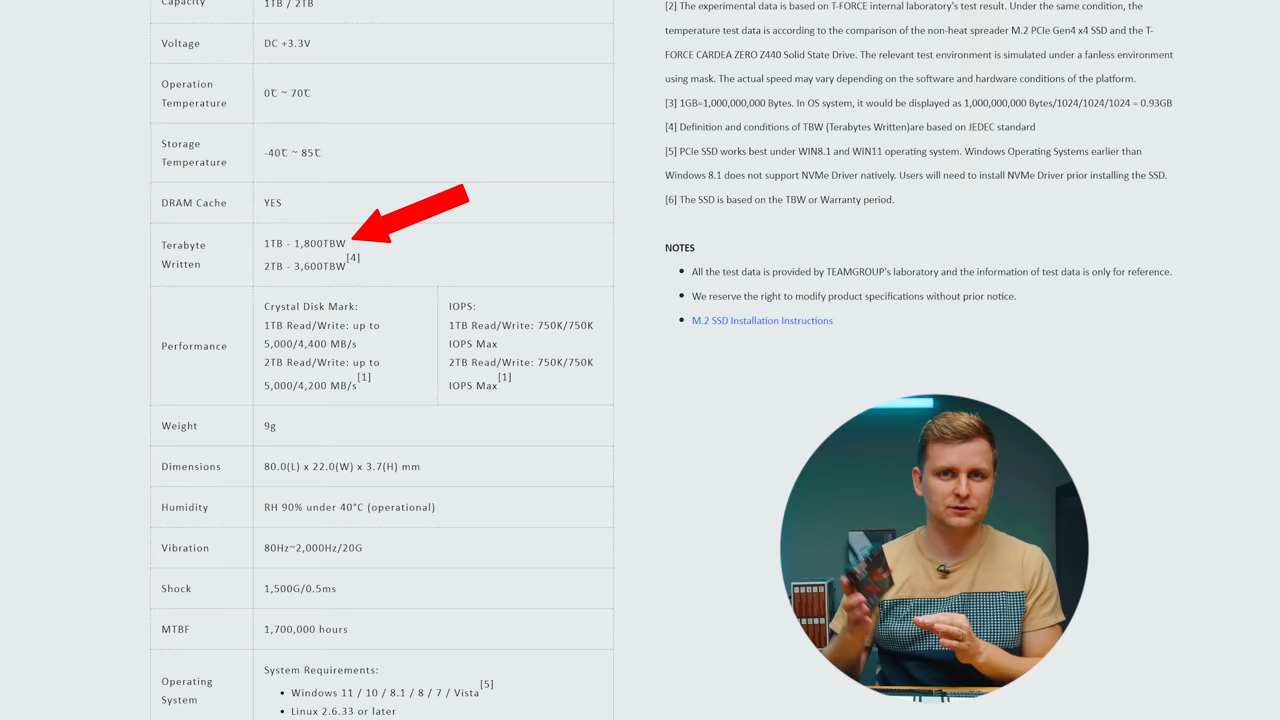 Capacity
1TB / 2TB
Voltage
DC +3.3V
Operation
Temperature
0℃ ~ 70℃
Storage
Temperature
-40℃ ~ 85℃
DRAM Cache
YES
Terabyte
Written
1TB - 1,800TBW
2TB - 3,600TBW[4]
Performance
Crystal Disk Mark:
1TB Read/Write: up to
5,000/4,400 MB/s
2TB Read/Write: up to
5,000/4,200 MB/s[1]
IOPS:
1TB Read/Write: 750K/750K
IOPS Max
2TB Read/Write: 750K/750K
IOPS Max[1]
Weight
9g
Dimensions
80.0(L) x 22.0(W) x 3.7(H) mm
Humidity
RH 90% under 40°C (operational)
Vibration
80Hz~2,000Hz/20G
Shock
1,500G/0.5ms
MTBF
hours
Operating
System
System Requirements:
• Windows 11 / 10 / 8.1 / 8 / 7 / Vista[5]
• Linux 2.6.33 or later
[2] The experimental data is based on T-FORCE internal laboratory's test result. Under the same condition, the
temperature test data is according to the comparison of the non-heat spreader M.2 PCIe Gen4 x4 SSD and the T-
FORCE CARDEA ZERO Z440 Solid State Drive. The relevant test environment is simulated under a fanless environment
using mask. The actual speed may vary depending on the software and hardware conditions of the platform.
[3] 1GB=1,000,000,000 Bytes. In OS system, it would be displayed as 1,000,000,000 Bytes/1024/1024/1024 = 0.93GB
[4] Definition and conditions of TBW (Terabytes Written)are based on JEDEC standard
[5] PCIe SSD works best under WIN8.1 and WIN11 operating system. Windows Operating Systems earlier than
Windows 8.1 does not support NVMe Driver natively. Users will need to install NVMe Driver prior installing the SSD.
[6] The SSD is based on the TBW or Warranty period.
NOTES
• All the test data is provided by TEAMGROUP's laboratory and the information of test data is only for reference.
• We reserve the right to modify product specifications without prior notice.
• M.2 SSD Installation Instructions